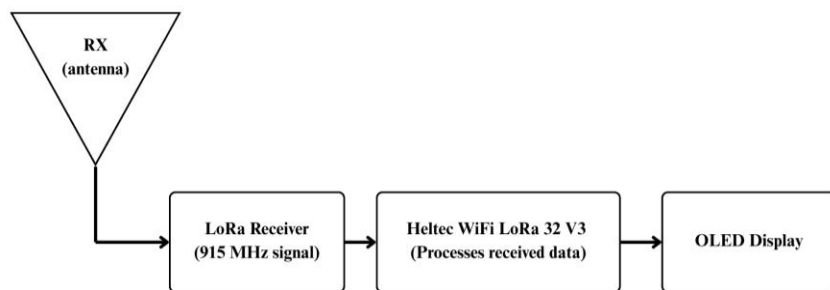 RX
(antenna)
LoRa Receiver
(915 MHz signal)
Heltec WiFi LoRa 32 V3
(Processes received data)
OLED Display